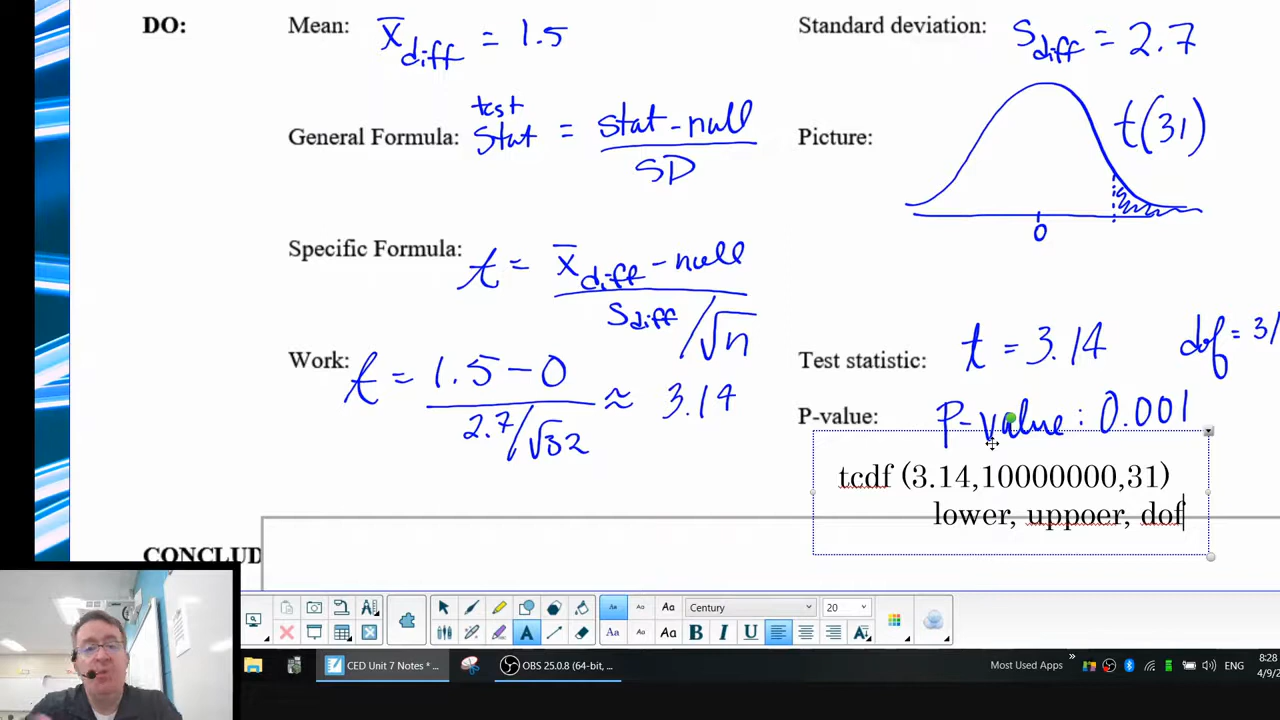 DO: Mean: x̄diff = 1.5 Standard deviation: Sdiff = 2.7
General Formula: test stat = stat - null / SD Picture: t(31)
0
Specific Formula: t = x̄diff - null / Sdiff/√n
Work: t = 1.5 - 0 / 2.7/√32 ≈ 3.14 Test statistic: t = 3.14 dof = 31
P-value: P-value: 0.001
tcdf (3.14,10000000,31)
lower, uppoer, dof
CONCLUD
Century 20
Aa Aa Aa B I U
CED Unit 7 Notes * ... OBS 25.0.8 (64-bit, ... Most Used Apps ENG 8:28
4/9/2